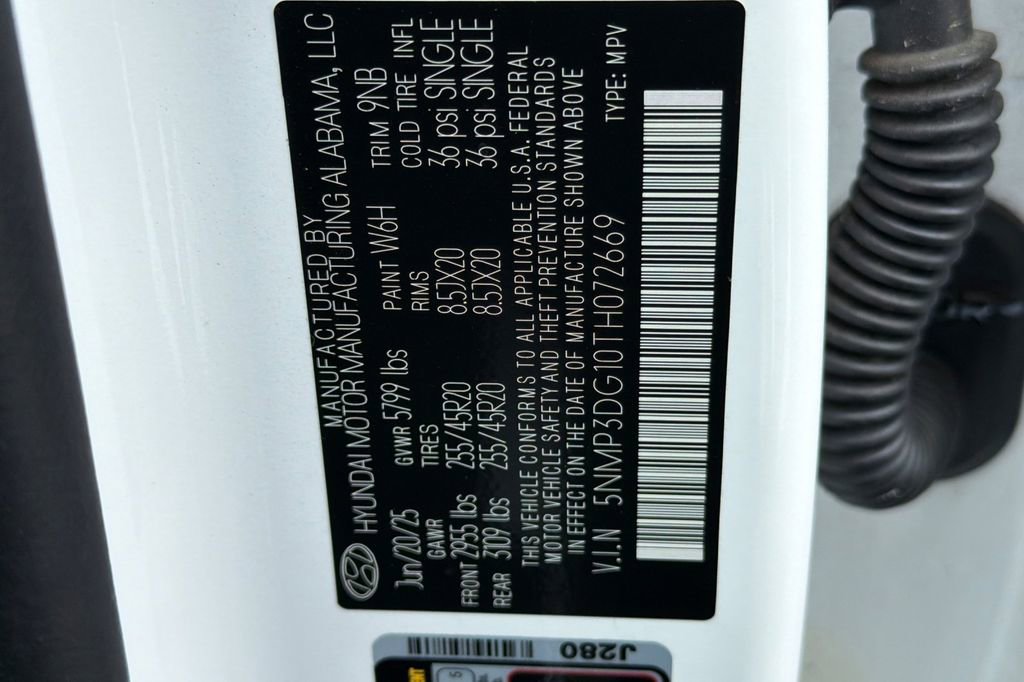 MANUFACTURED BY
HYUNDAI MOTOR MANUFACTURING ALABAMA, LLC
Jun/20/25 GVWR 5799 lbs PAINT W6H TRIM 9NB
GAWR TIRES RIMS COLD TIRE INFL
FRONT 2955 lbs 255/45R20 8.5JX20 36 psi SINGLE
REAR 3109 lbs 255/45R20 8.5JX20 36 psi SINGLE
THIS VEHICLE CONFORMS TO ALL APPLICABLE U.S.A. FEDERAL
MOTOR VEHICLE SAFETY AND THEFT PREVENTION STANDARDS
IN EFFECT ON THE DATE OF MANUFACTURE SHOWN ABOVE
V.I.N 5NMP3DG10TH072669 TYPE: MPV
J280